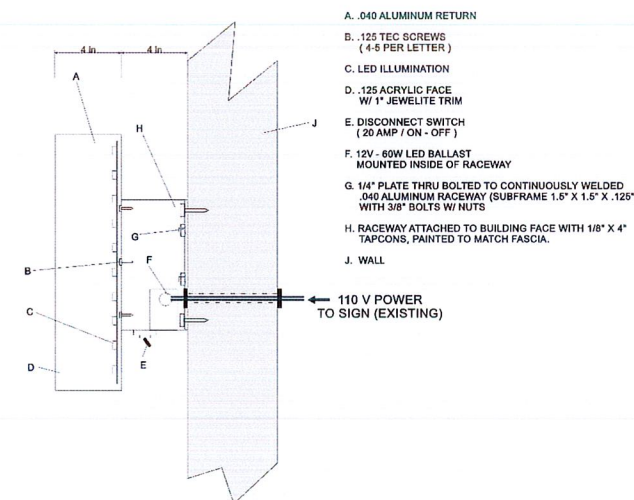 A. .040 ALUMINUM RETURN
B. .125 TEC SCREWS
( 4-5 PER LETTER )
C. LED ILLUMINATION
D. .125 ACRYLIC FACE
W/ 1" JEWELITE TRIM
E. DISCONNECT SWITCH
( 20 AMP / ON - OFF )
F. 12V - 60W LED BALLAST
MOUNTED INSIDE OF RACEWAY
G. 1/4" PLATE THRU BOLTED TO CONTINUOUSLY WELDED
.040 ALUMINUM RACEWAY (SUBFRAME 1.5" X 1.5" X .125"
WITH 3/8" BOLTS W/ NUTS
H. RACEWAY ATTACHED TO BUILDING FACE WITH 1/8" X 4"
TAPCONS, PAINTED TO MATCH FASCIA.
J. WALL
4 in 4 in
A
H
J
G
B
F
C
D
E
110 V POWER
TO SIGN (EXISTING)